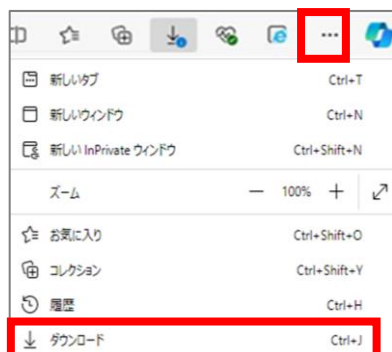 新しいタブ Ctrl+T
新しいウィンドウ Ctrl+N
新しい InPrivate ウィンドウ Ctrl+Shift+N
ズーム — 100% +
お気に入り Ctrl+Shift+O
コレクション Ctrl+Shift+Y
履歴 Ctrl+H
ダウンロード Ctrl+J